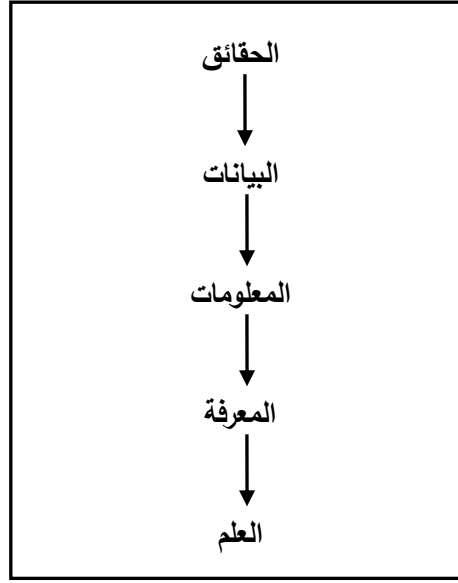 الحقائق
البيانات
المعلومات
المعرفة
العلم